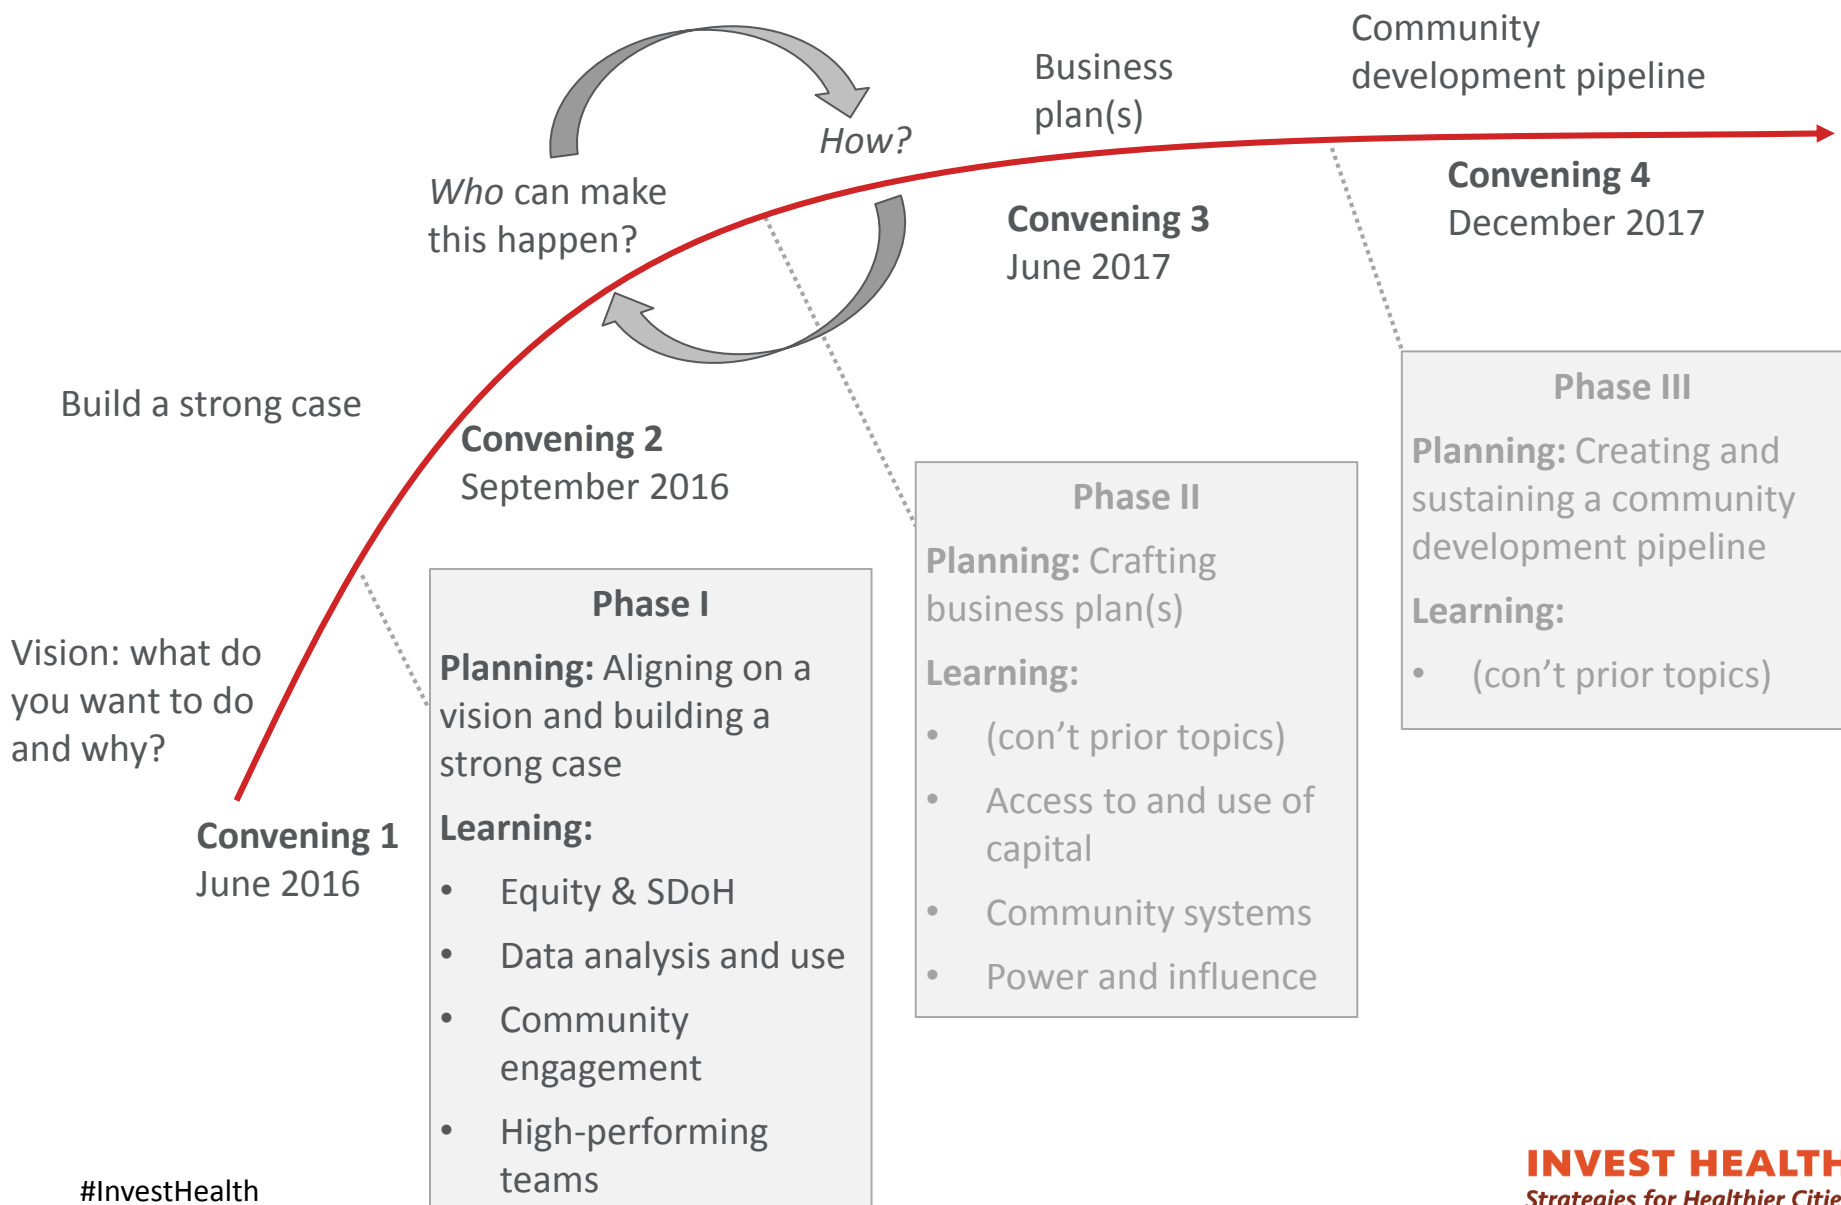 Community
development pipeline
Business
plan(s)
How?
Who can make
this happen?
Convening 4
December 2017
Convening 3
June 2017
Build a strong case
Convening 2
September 2016
Vision: what do
you want to do
and why?
Convening 1
June 2016
Phase I
Planning: Aligning on a
vision and building a
strong case
Learning:
• Equity & SDoH
• Data analysis and use
• Community
engagement
• High-performing
teams
Phase II
Planning: Crafting
business plan(s)
Learning:
• (con’t prior topics)
• Access to and use of
capital
• Community systems
• Power and influence
Phase III
Planning: Creating and
sustaining a community
development pipeline
Learning:
• (con’t prior topics)
#InvestHealth
INVEST HEALTH
Strategies for Healthier Citie